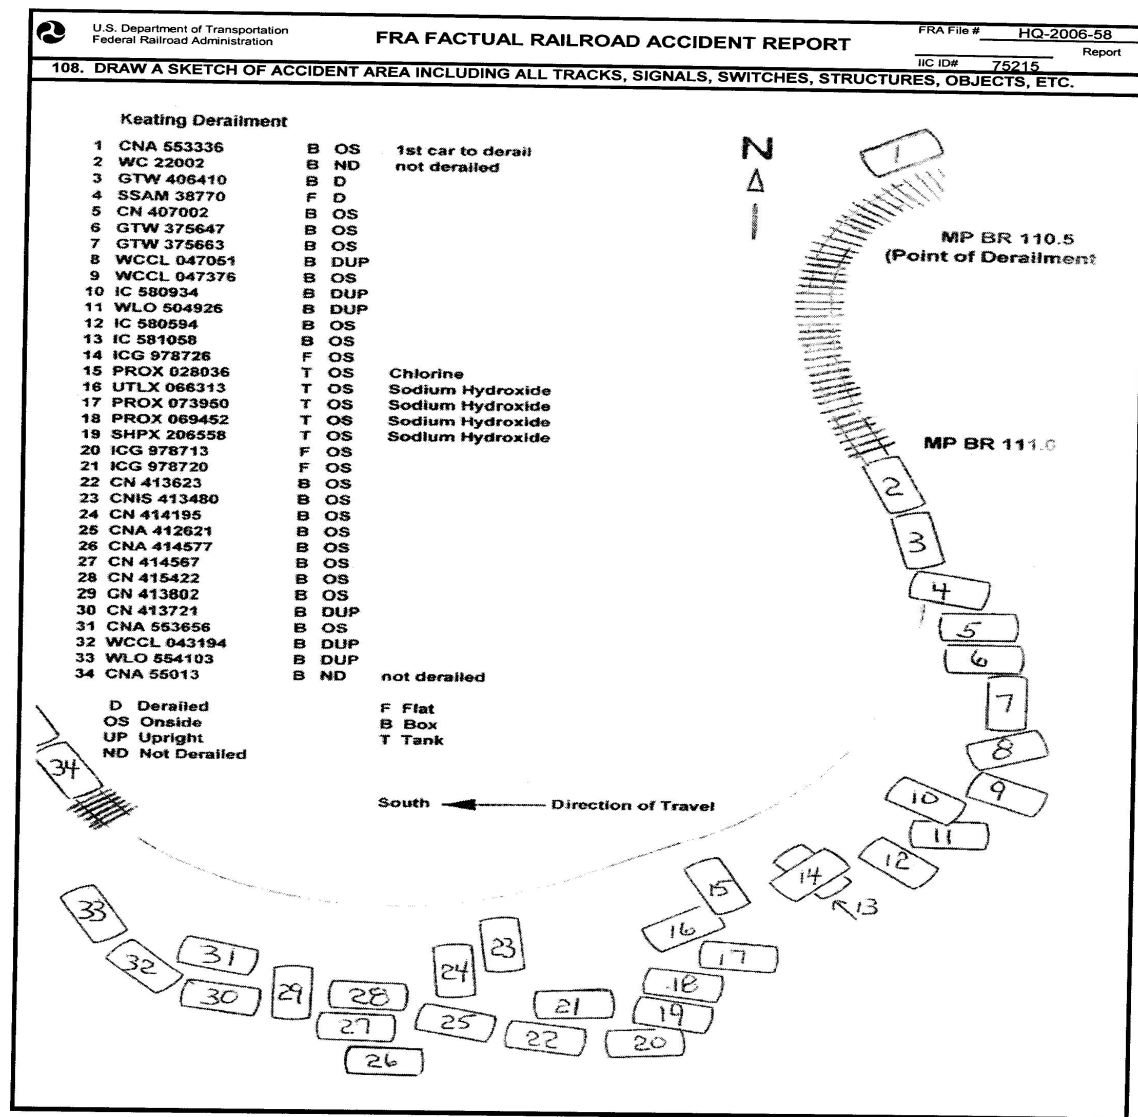 U.S. Department of Transportation
Federal Railroad Administration
FRA FACTUAL RAILROAD ACCIDENT REPORT
FRA File # HQ-2006-58
Report
IIC ID# 75215
108. DRAW A SKETCH OF ACCIDENT AREA INCLUDING ALL TRACKS, SIGNALS, SWITCHES, STRUCTURES, OBJECTS, ETC.
Keating Derailment
1 CNA 553336 B OS 1st car to derail
2 WC 22002 B ND not derailed
3 GTW 406410 B D
4 SSAM 38770 F D
5 CN 407002 B OS
6 GTW 375647 B OS
7 GTW 375663 B OS
8 WCCL 047051 B DUP
9 WCCL 047376 B OS
10 IC 580934 B DUP
11 WLO 504926 B DUP
12 IC 580594 B OS
13 IC 581058 B OS
14 ICG 978726 F OS
15 PROX 028036 T OS Chlorine
16 UTLX 066313 T OS Sodium Hydroxide
17 PROX 073950 T OS Sodium Hydroxide
18 PROX 069452 T OS Sodium Hydroxide
19 SHPX 206558 T OS Sodium Hydroxide
20 ICG 978713 F OS
21 ICG 978720 F OS
22 CN 413623 B OS
23 CNIS 413480 B OS
24 CN 414195 B OS
25 CNA 412621 B OS
26 CNA 414577 B OS
27 CN 414567 B OS
28 CN 415422 B OS
29 CN 413802 B OS
30 CN 413721 B DUP
31 CNA 553656 B OS
32 WCCL 043194 B DUP
33 WLO 554103 B DUP
34 CNA 55013 B ND not derailed
D Derailed F Flat
OS Onside B Box
UP Upright T Tank
ND Not Derailed
N
1
MP BR 110.5
(Point of Derailment
MP BR 111.0
2
3
4
5
6
7
8
9
10
11
12
14
13
15
16
17
18
19
20
21
22
23
24
25
26
27
28
29
30
31
32
33
34
South Direction of Travel